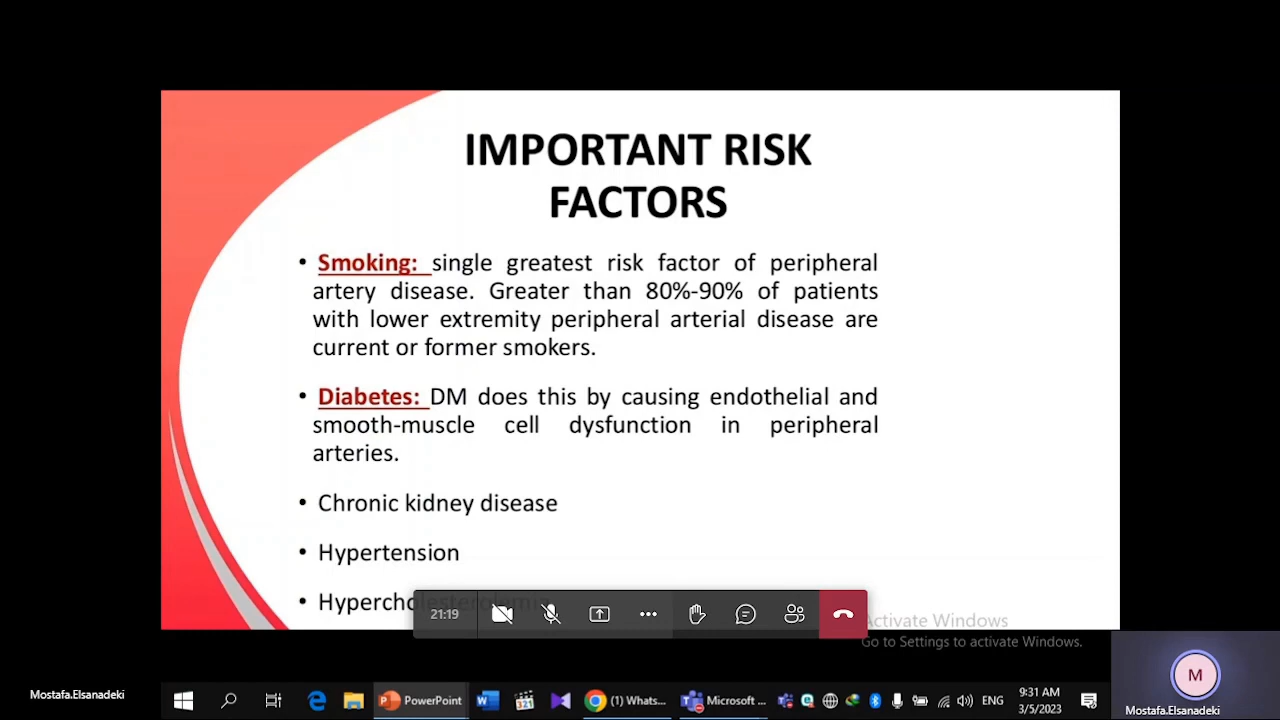 IMPORTANT RISK
FACTORS
• Smoking: single greatest risk factor of peripheral
artery disease. Greater than 80%-90% of patients
with lower extremity peripheral arterial disease are
current or former smokers.
• Diabetes: DM does this by causing endothelial and
smooth-muscle cell dysfunction in peripheral
arteries.
• Chronic kidney disease
• Hypertension
• Hypercholesterolemia
21:19
Activate Windows
Go to Settings to activate Windows.
M
Mostafa.Elsanadeki
Mostafa.Elsanadeki
PowerPoint
321
(1) Whats...
Microsoft ...
ENG
9:31 AM
3/5/2023